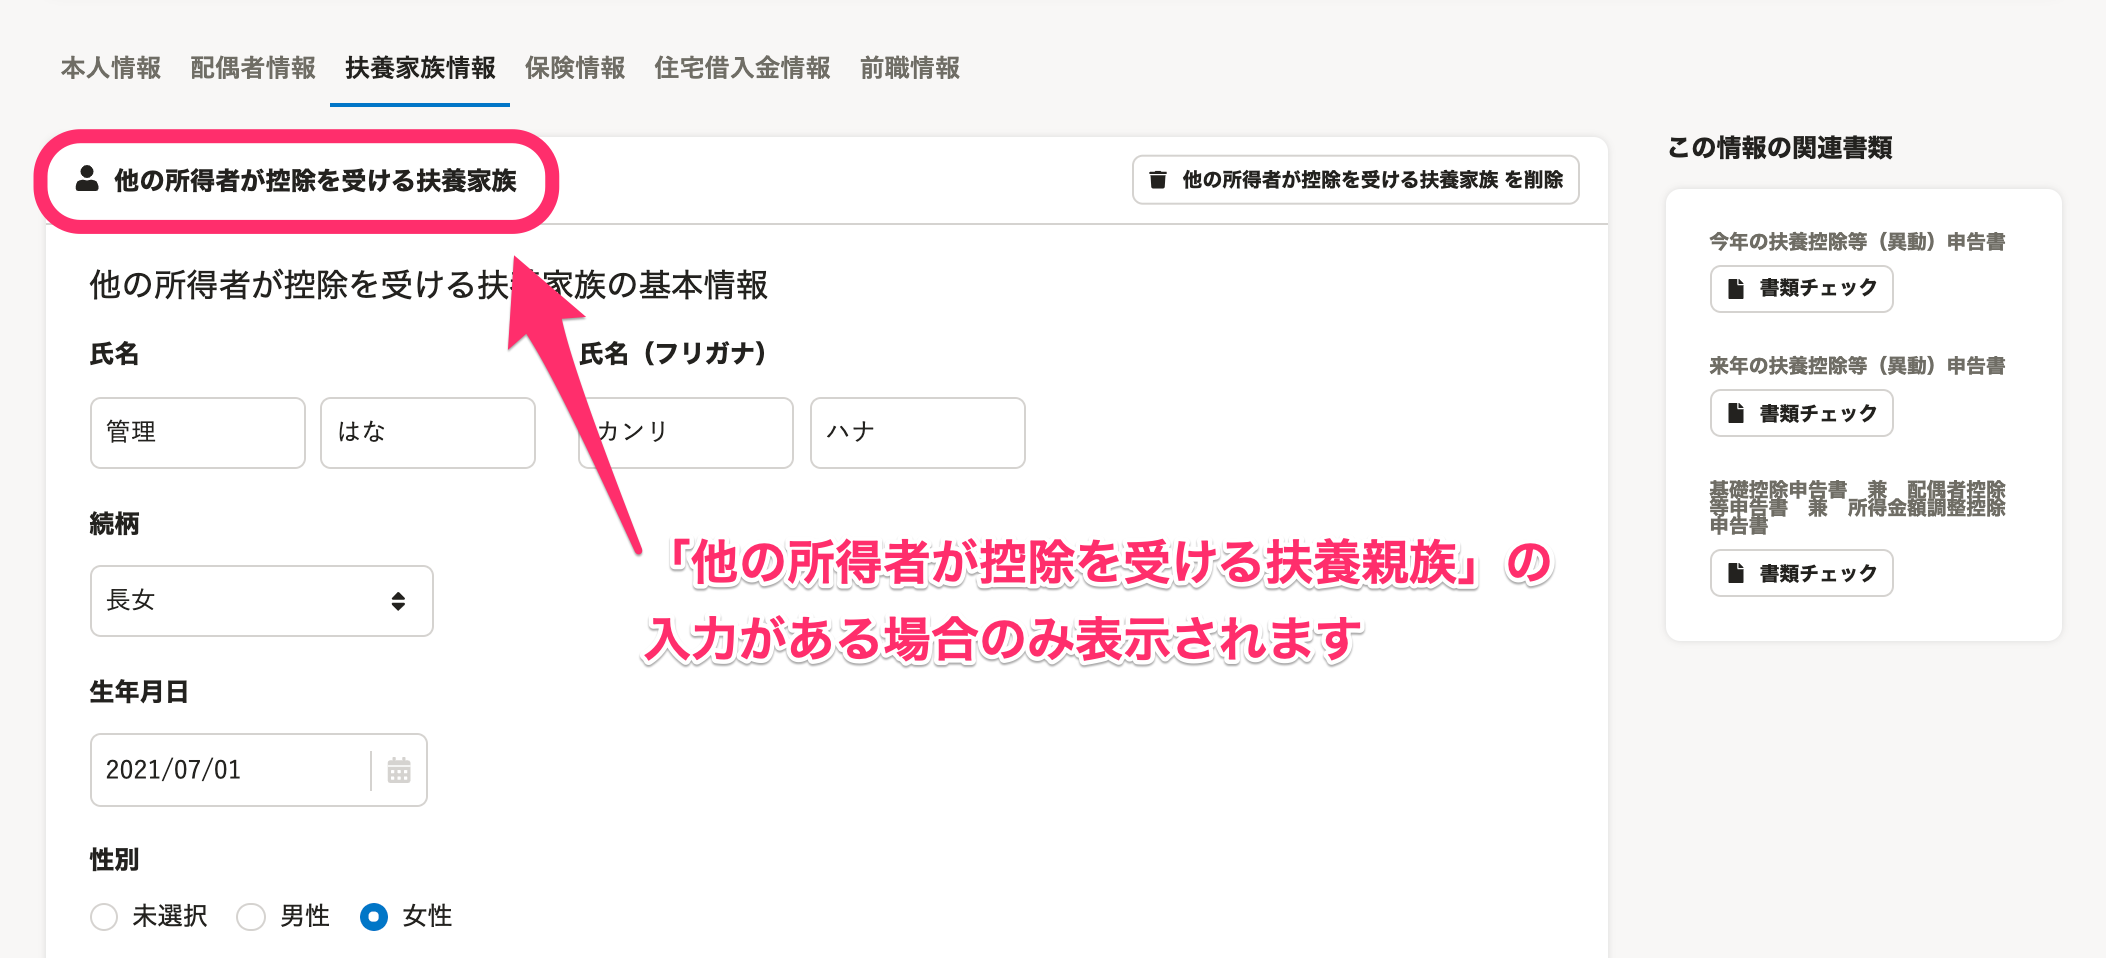 本人情報 配偶者情報 扶養家族情報 保険情報 住宅借入金情報 前職情報
他の所得者が控除を受ける扶養家族
他の所得者が控除を受ける扶養家族 を削除
他の所得者が控除を受ける扶養家族の基本情報
氏名 氏名（フリガナ）
管理 はな カンリ ハナ
続柄
長女
「他の所得者が控除を受ける扶養親族」の
入力がある場合のみ表示されます
生年月日
2021/07/01
性別
未選択 男性 女性
この情報の関連書類
今年の扶養控除等（異動）申告書
書類チェック
来年の扶養控除等（異動）申告書
書類チェック
基礎控除申告書　兼　配偶者控除
等申告書　兼　所得金額調整控除
申告書
書類チェック